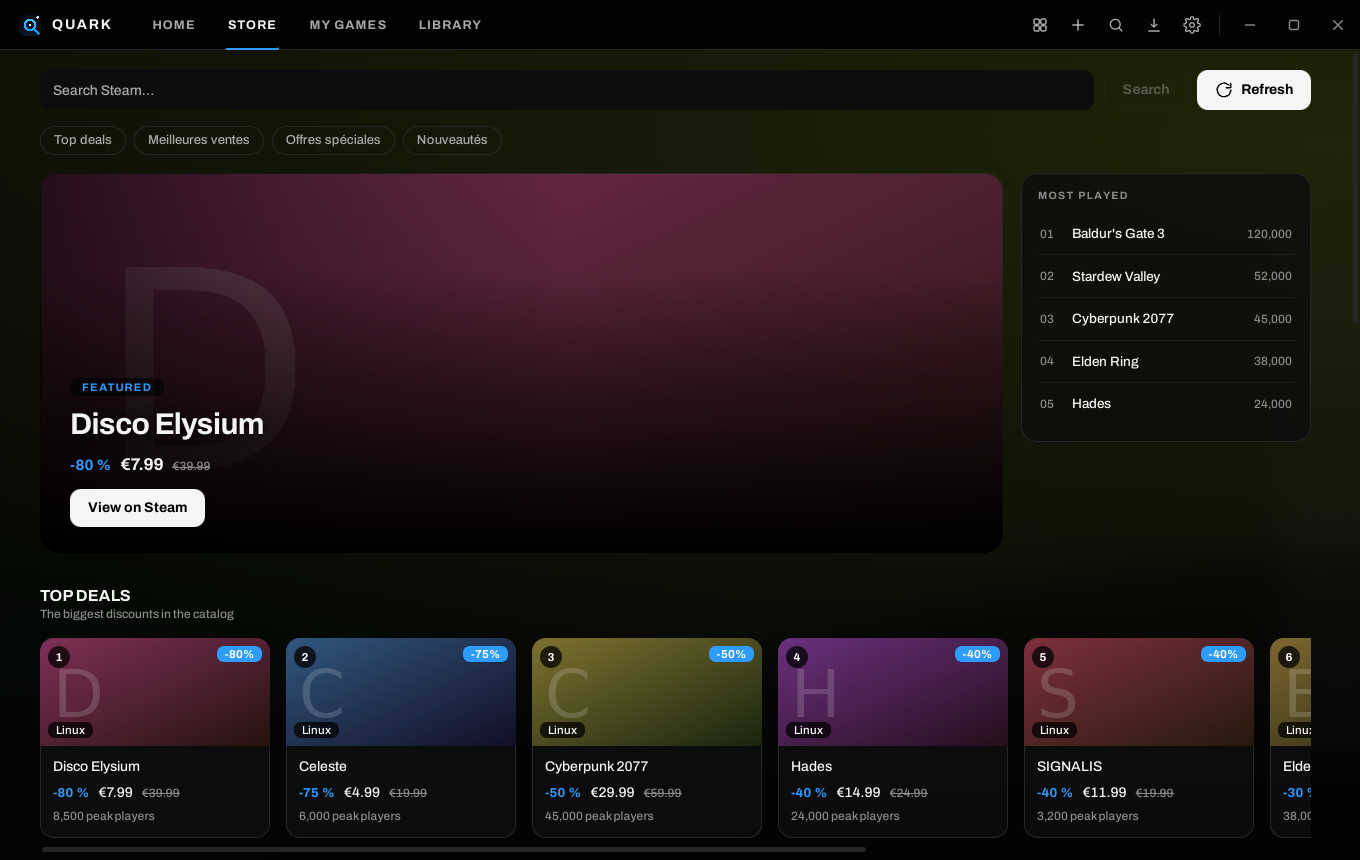 QUARK HOME STORE MY GAMES LIBRARY
Search Steam...
Search
Refresh
Top deals
Meilleures ventes
Offres spéciales
Nouveautés
D
FEATURED
Disco Elysium
-80 % €7.99 €39.99
View on Steam
MOST PLAYED
01 Baldur's Gate 3 120,000
02 Stardew Valley 52,000
03 Cyberpunk 2077 45,000
04 Elden Ring 38,000
05 Hades 24,000
TOP DEALS
The biggest discounts in the catalog
1 -80%
D
Linux
Disco Elysium
-80 % €7.99 €39.99
8,500 peak players
2 -75%
C
Linux
Celeste
-75 % €4.99 €19.99
6,000 peak players
3 -50%
C
Linux
Cyberpunk 2077
-50 % €29.99 €59.99
45,000 peak players
4 -40%
H
Linux
Hades
-40 % €14.99 €24.99
24,000 peak players
5 -40%
S
Linux
SIGNALIS
-40 % €11.99 €19.99
3,200 peak players
6
E
Linux
Elde
-30 %
38,00